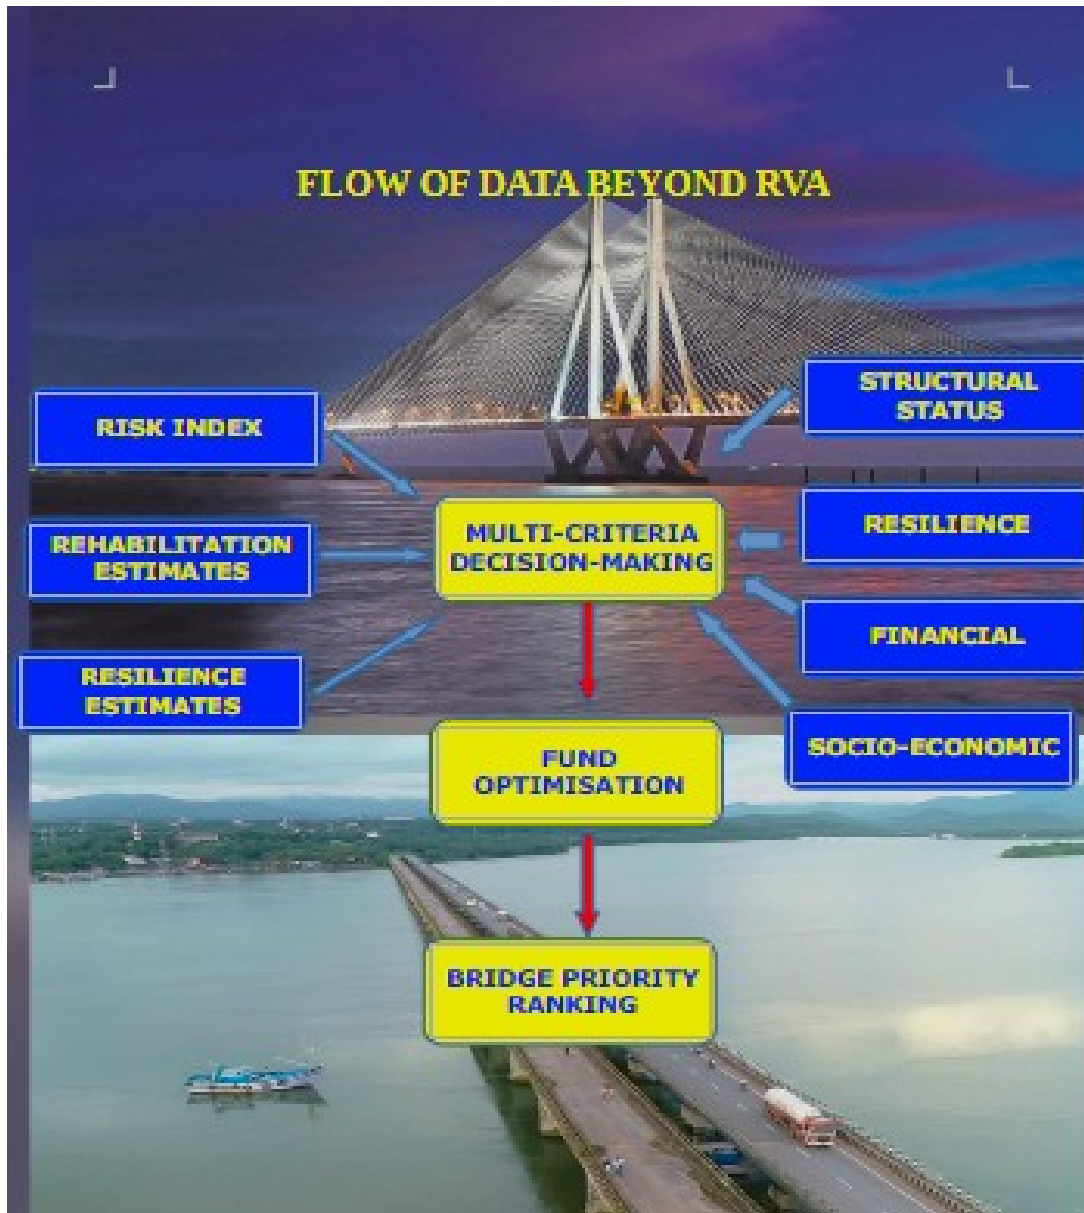 FLOW OF DATA BEYOND RVA
RISK INDEX
REHABILITATION
ESTIMATES
RESILIENCE
ESTIMATES
STRUCTURAL
STATUS
RESILIENCE
FINANCIAL
SOCIO-ECONOMIC
MULTI-CRITERIA
DECISION-MAKING
FUND
OPTIMISATION
BRIDGE PRIORITY
RANKING